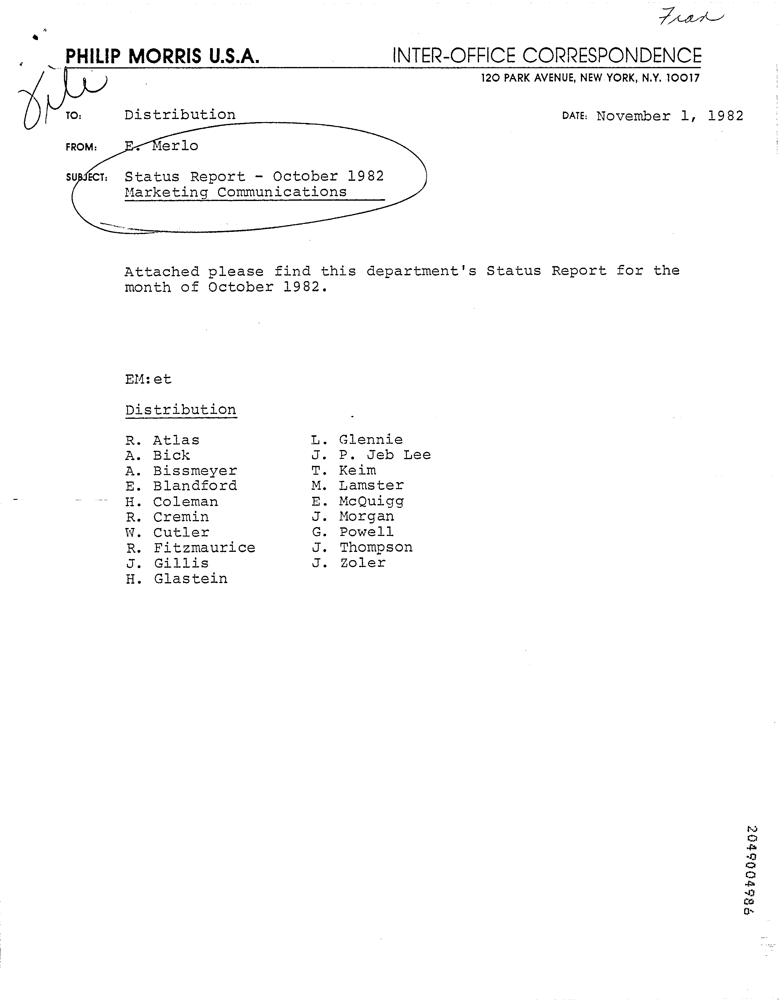 Fran
PHILIP MORRIS U.S.A. INTER-OFFICE CORRESPONDENCE
120 PARK AVENUE, NEW YORK, N.Y. 10017
File
TO: Distribution DATE: November 1, 1982
FROM: E. Merlo
SUBJECT: Status Report - October 1982
Marketing Communications
Attached please find this department's Status Report for the
month of October 1982.
EM:et
Distribution
R. Atlas L. Glennie
A. Bick J. P. Jeb Lee
A. Bissmeyer T. Keim
E. Blandford M. Lamster
H. Coleman E. McQuigg
R. Cremin J. Morgan
W. Cutler G. Powell
R. Fitzmaurice J. Thompson
J. Gillis J. Zoler
H. Glastein
2049004986